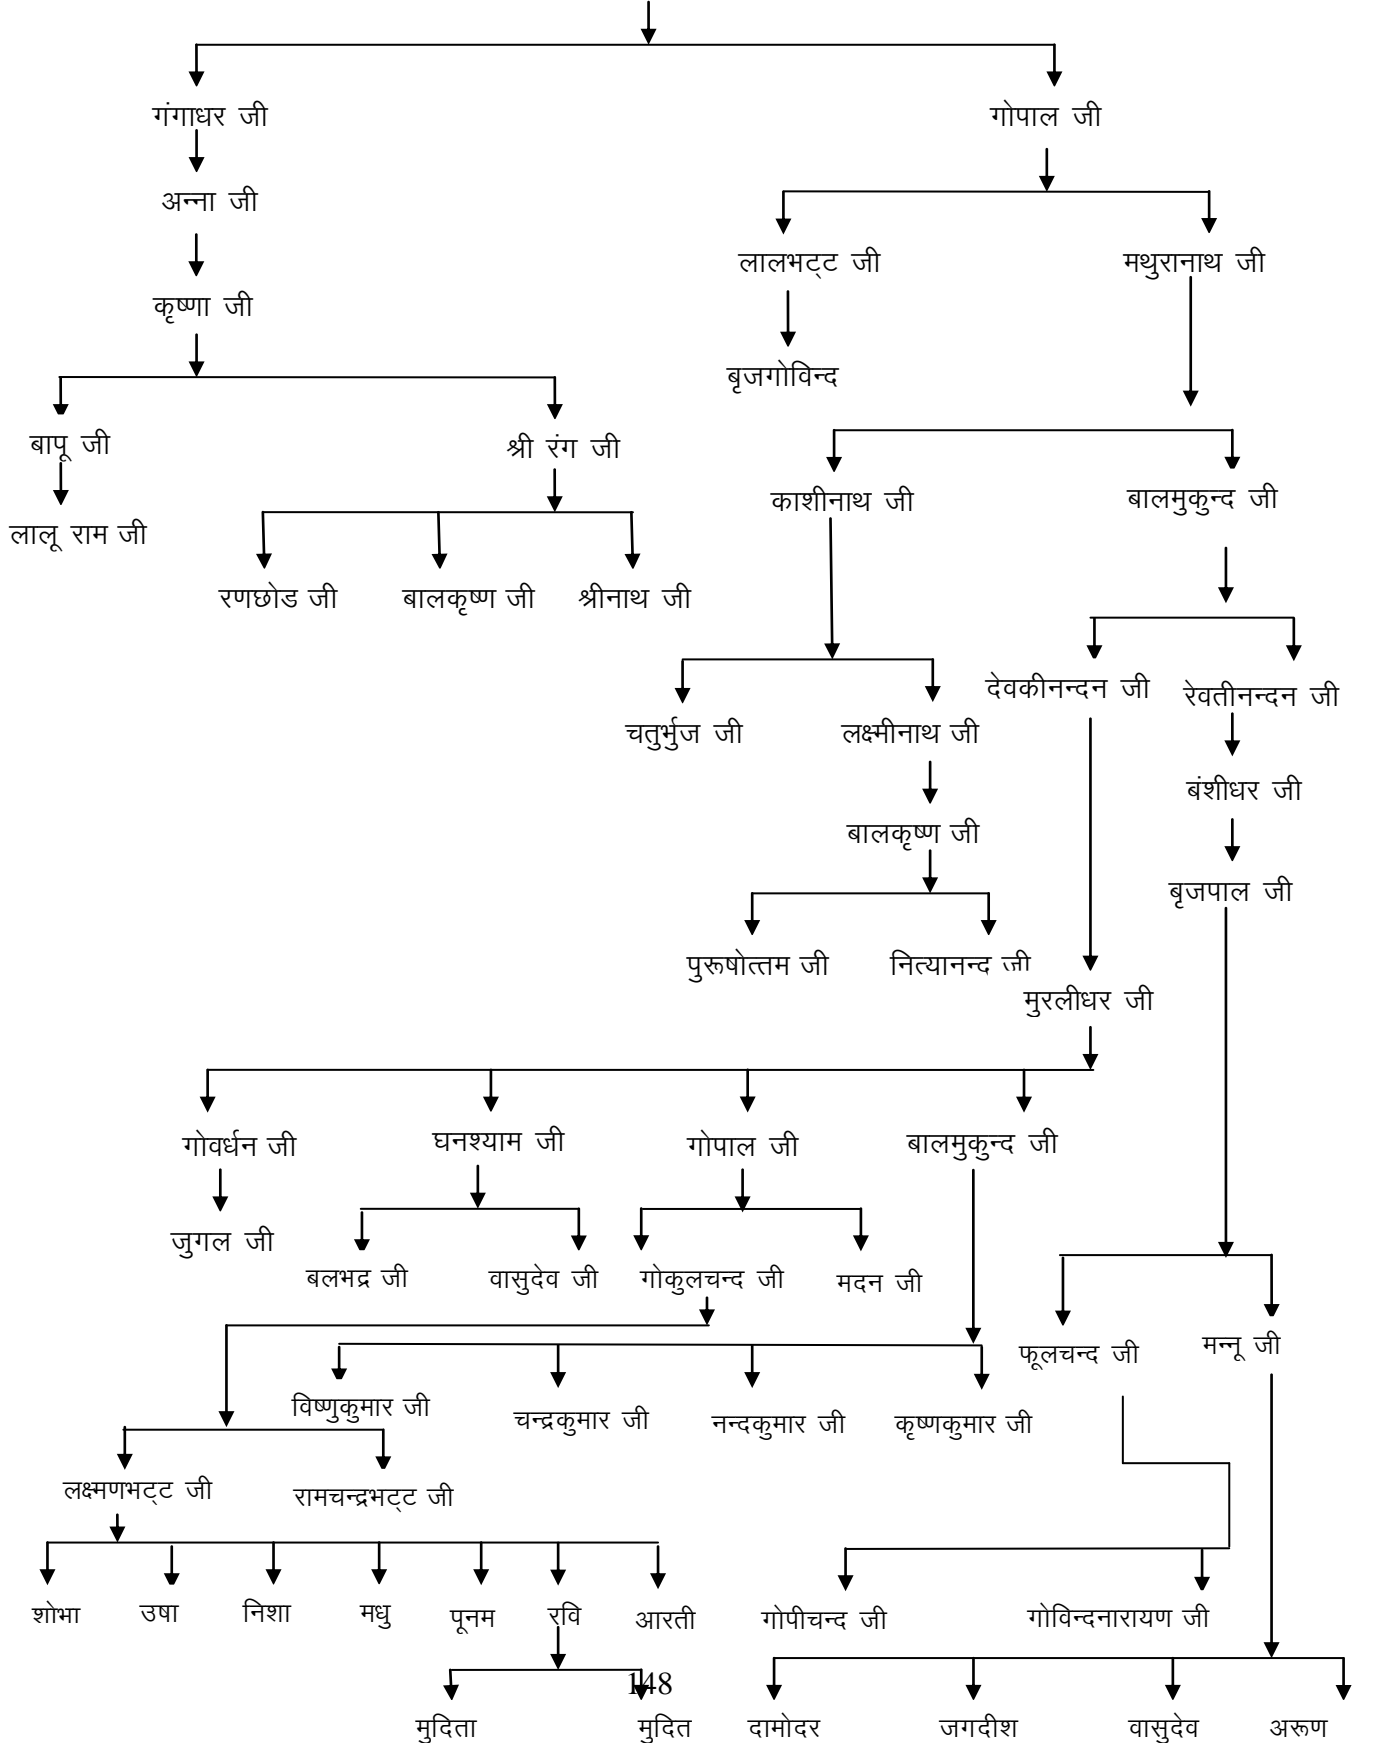 गंगाधर जी गोपाल जी
अन्ना जी
लालभट्ट जी मथुरानाथ जी
कृष्णा जी
बृजगोविन्द
बापू जी श्री रंग जी
काशीनाथ जी बालमुकुन्द जी
लालू राम जी
रणछोड जी बालकृष्ण जी श्रीनाथ जी
देवकीनन्दन जी रेवतीनन्दन जी
चतुर्भुज जी लक्ष्मीनाथ जी
बंशीधर जी
बालकृष्ण जी
बृजपाल जी
पुरूषोत्तम जी नित्यानन्द जी
मुरलीधर जी
गोवर्धन जी घनश्याम जी गोपाल जी बालमुकुन्द जी
जुगल जी
बलभद्र जी वासुदेव जी गोकुलचन्द जी मदन जी
फूलचन्द जी मन्नू जी
विष्णुकुमार जी चन्द्रकुमार जी नन्दकुमार जी कृष्णकुमार जी
लक्ष्मणभट्ट जी रामचन्द्रभट्ट जी
शोभा उषा निशा मधु पूनम रवि आरती गोपीचन्द जी गोविन्दनारायण जी
148
मुदिता मुदित दामोदर जगदीश वासुदेव अरूण